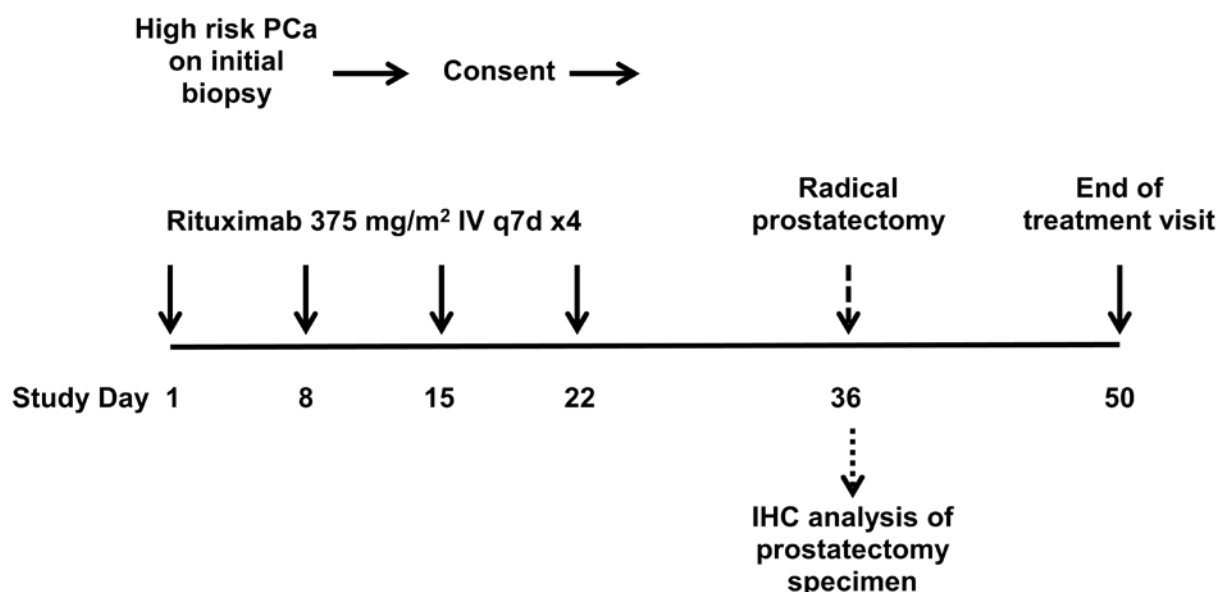 High risk PCa
on initial
biopsy
Consent
Rituximab 375 mg/m² IV q7d x4
Radical
prostatectomy
End of
treatment visit
Study Day 1 8 15 22 36 50
IHC analysis of
prostatectomy
specimen